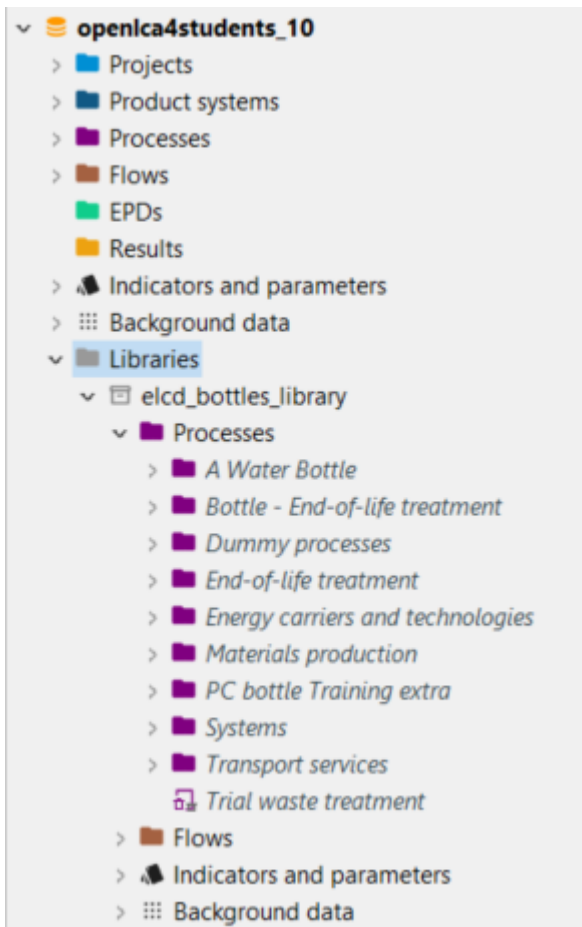 openlca4students_10
Projects
Product systems
Processes
Flows
EPDs
Results
Indicators and parameters
Background data
Libraries
elcd_bottles_library
Processes
A Water Bottle
Bottle - End-of-life treatment
Dummy processes
End-of-life treatment
Energy carriers and technologies
Materials production
PC bottle Training extra
Systems
Transport services
Trial waste treatment
Flows
Indicators and parameters
Background data